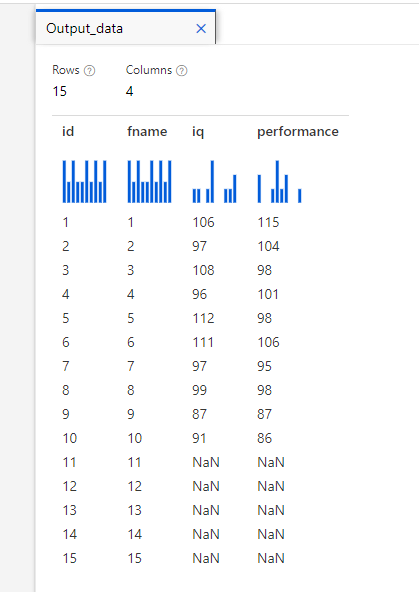 Output_data
Rows Columns
15 4
id fname iq performance
1 1 106 115
2 2 97 104
3 3 108 98
4 4 96 101
5 5 112 98
6 6 111 106
7 7 97 95
8 8 99 98
9 9 87 87
10 10 91 86
11 11 NaN NaN
12 12 NaN NaN
13 13 NaN NaN
14 14 NaN NaN
15 15 NaN NaN